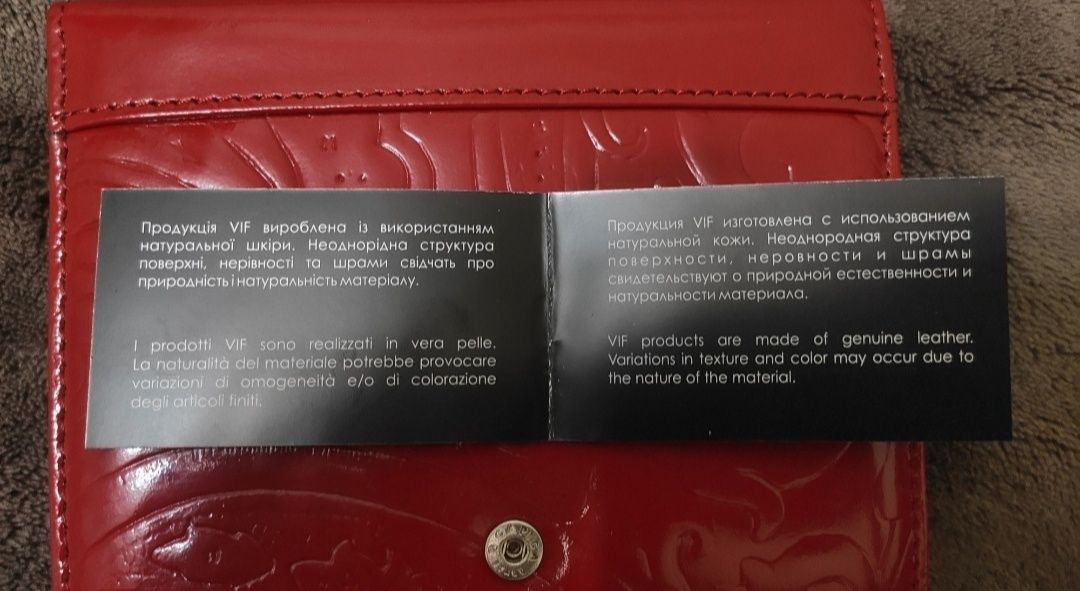 Продукція VIF вироблена із використанням
натуральної шкіри. Неоднорідна структура
поверхні, нерівності та шрами свідчать про
природність і натуральність матеріалу.
I prodotti VIF sono realizzati in vera pelle.
La naturalità del materiale potrebbe provocare
variazioni di omogeneità e/o di colorazione
degli articoli finiti.
Продукция VIF изготовлена с использованием
натуральной кожи. Неоднородная структура
поверхности, неровности и шрамы
свидетельствуют о природной естественности и
натуральности материала.
VIF products are made of genuine leather.
Variations in texture and color may occur due to
the nature of the material.